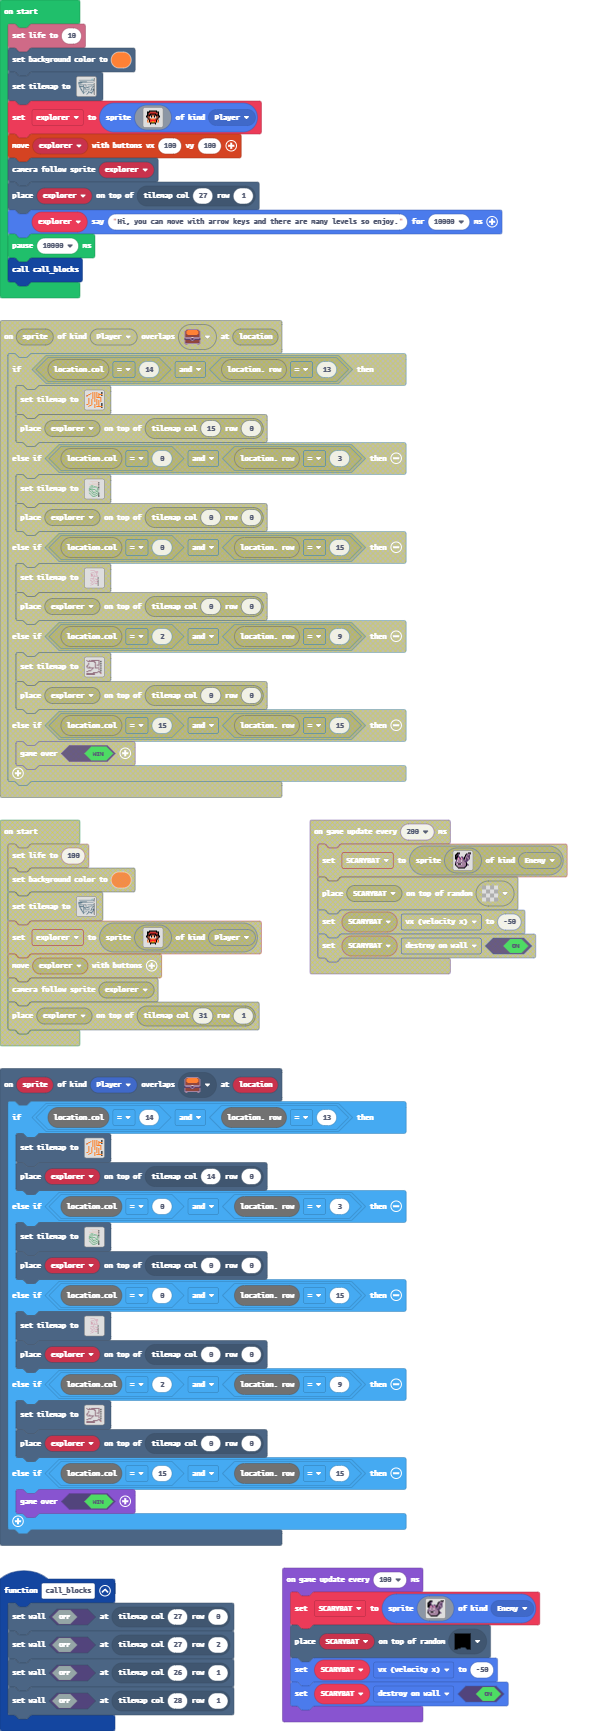 on start
set life to 10
set background color to
set tilemap to
set explorer to sprite of kind Player
move explorer with buttons vx 100 vy 100
camera follow sprite explorer
place explorer on top of tilemap col 27 row 1
explorer say "Hi, you can move with arrow keys and there are many levels so enjoy." for 10000 ms
pause 10000 ms
call call_blocks
on sprite of kind Player overlaps at location
if location.col = 14 and location. row = 13 then
set tilemap to
place explorer on top of tilemap col 15 row 0
else if location.col = 0 and location. row = 3 then
set tilemap to
place explorer on top of tilemap col 0 row 0
else if location.col = 0 and location. row = 15 then
set tilemap to
place explorer on top of tilemap col 0 row 0
else if location.col = 2 and location. row = 9 then
set tilemap to
place explorer on top of tilemap col 0 row 0
else if location.col = 15 and location. row = 15 then
game over WIN
on start
set life to 100
set background color to
set tilemap to
set explorer to sprite of kind Player
move explorer with buttons
camera follow sprite explorer
place explorer on top of tilemap col 31 row 1
on game update every 200 ms
set SCARYBAT to sprite of kind Enemy
place SCARYBAT on top of random
set SCARYBAT vx (velocity x) to -50
set SCARYBAT destroy on wall ON
on sprite of kind Player overlaps at location
if location.col = 14 and location. row = 13 then
set tilemap to
place explorer on top of tilemap col 14 row 0
else if location.col = 0 and location. row = 3 then
set tilemap to
place explorer on top of tilemap col 0 row 0
else if location.col = 0 and location. row = 15 then
set tilemap to
place explorer on top of tilemap col 0 row 0
else if location.col = 2 and location. row = 9 then
set tilemap to
place explorer on top of tilemap col 0 row 0
else if location.col = 15 and location. row = 15 then
game over WIN
function call_blocks
set wall OFF at tilemap col 27 row 0
set wall OFF at tilemap col 27 row 2
set wall OFF at tilemap col 26 row 1
set wall OFF at tilemap col 28 row 1
on game update every 100 ms
set SCARYBAT to sprite of kind Enemy
place SCARYBAT on top of random
set SCARYBAT vx (velocity x) to -50
set SCARYBAT destroy on wall ON